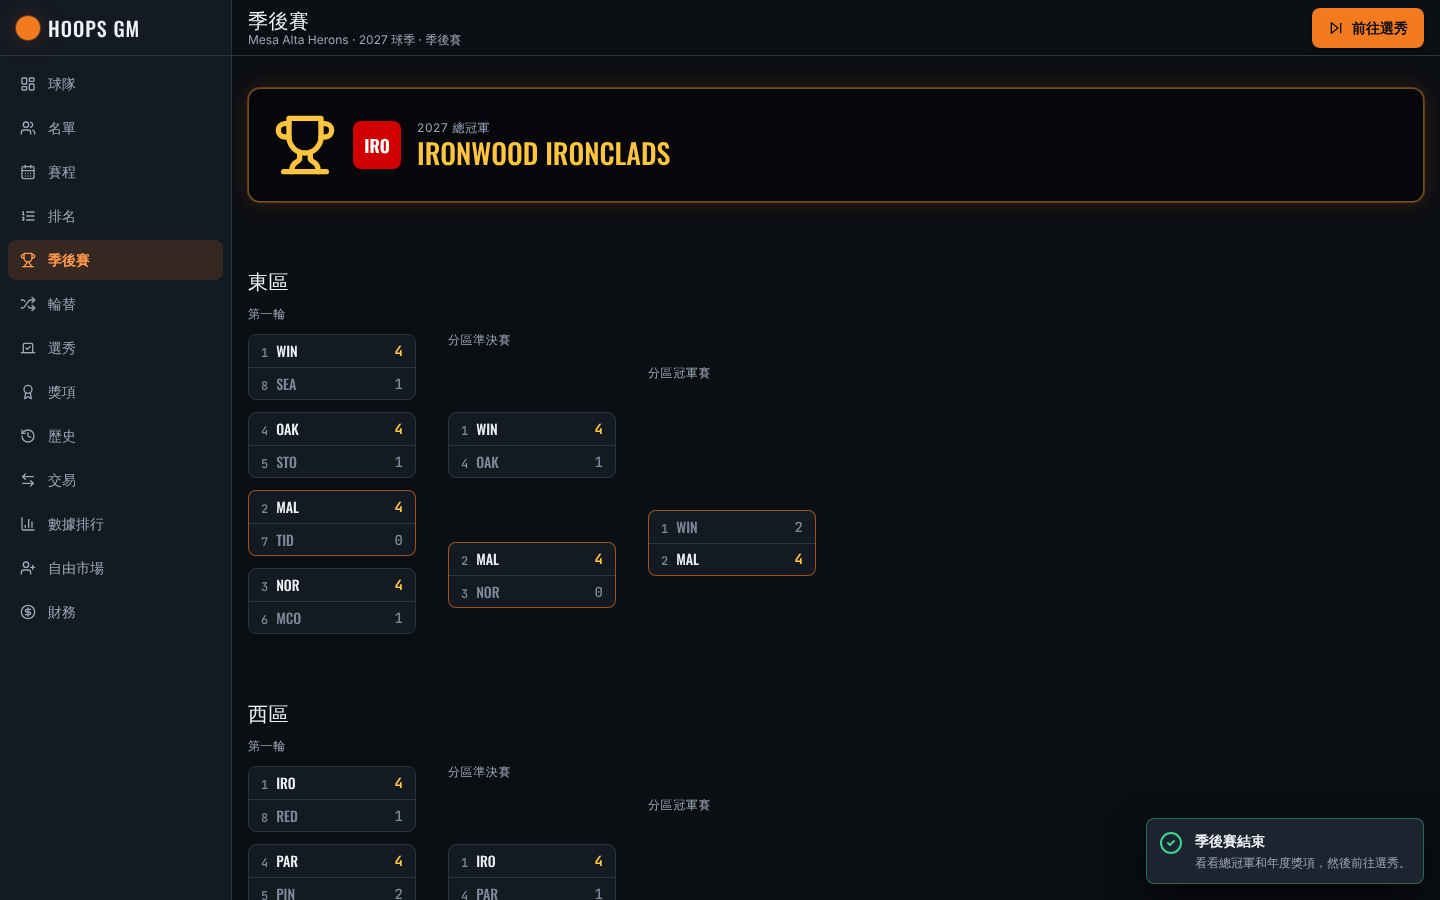 HOOPS GM
球隊
名單
賽程
排名
季後賽
輪替
選秀
獎項
歷史
交易
數據排行
自由市場
財務
季後賽
Mesa Alta Herons · 2027 球季 · 季後賽
前往選秀
IRO
2027 總冠軍
IRONWOOD IRONCLADS
東區
第一輪
1 WIN 4
8 SEA 1
4 OAK 4
5 STO 1
2 MAL 4
7 TID 0
3 NOR 4
6 MCO 1
分區準決賽
1 WIN 4
4 OAK 1
2 MAL 4
3 NOR 0
分區冠軍賽
1 WIN 2
2 MAL 4
西區
第一輪
1 IRO 4
8 RED 1
4 PAR 4
5 PIN 2
分區準決賽
1 IRO 4
4 PAR 1
分區冠軍賽
季後賽結束
看看總冠軍和年度獎項，然後前往選秀。